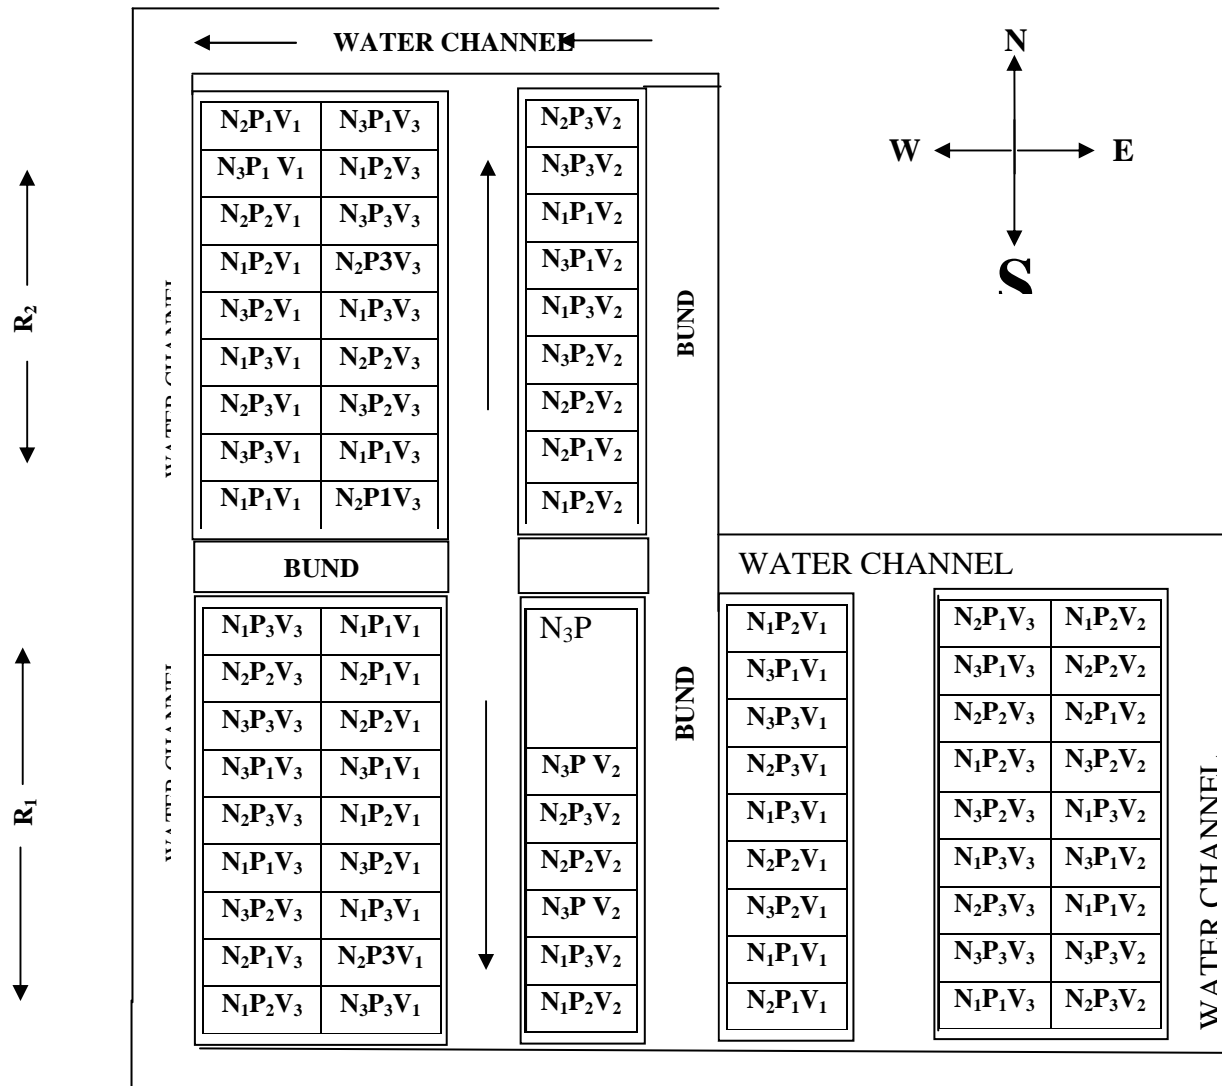 WATER CHANNEL
N
W E
S
N₂P₁V₁ N₃P₁V₃ N₂P₃V₂
N₃P₁ V₁ N₁P₂V₃ N₃P₃V₂
N₂P₂V₁ N₃P₃V₃ N₁P₁V₂
N₁P₂V₁ N₂P3V₃ N₃P₁V₂
N₃P₂V₁ N₁P₃V₃ N₁P₃V₂
N₁P₃V₁ N₂P₂V₃ N₃P₂V₂
N₂P₃V₁ N₃P₂V₃ N₂P₂V₂
N₃P₃V₁ N₁P₁V₃ N₂P₁V₂
N₁P₁V₁ N₂P1V₃ N₁P₂V₂
R₂
WATER CHANNEL
BUND
BUND
WATER CHANNEL
N₁P₃V₃ N₁P₁V₁ N₃P N₁P₂V₁ N₂P₁V₃ N₁P₂V₂
N₂P₂V₃ N₂P₁V₁ N₃P₁V₁ N₃P₁V₃ N₂P₂V₂
N₃P₃V₃ N₂P₂V₁ N₃P₃V₁ N₂P₂V₃ N₂P₁V₂
N₃P₁V₃ N₃P₁V₁ N₃P V₂ N₂P₃V₁ N₁P₂V₃ N₃P₂V₂
N₂P₃V₃ N₁P₂V₁ N₂P₃V₂ N₁P₃V₁ N₃P₂V₃ N₁P₃V₂
N₁P₁V₃ N₃P₂V₁ N₂P₂V₂ N₂P₂V₁ N₁P₃V₃ N₃P₁V₂
N₃P₂V₃ N₁P₃V₁ N₃P V₂ N₃P₂V₁ N₂P₃V₃ N₁P₁V₂
N₂P₁V₃ N₂P3V₁ N₁P₃V₂ N₁P₁V₁ N₃P₃V₃ N₃P₃V₂
N₁P₂V₃ N₃P₃V₁ N₁P₂V₂ N₂P₁V₁ N₁P₁V₃ N₂P₃V₂
R₁
WATER CHANNEL
BUND
WATER CHANNEL